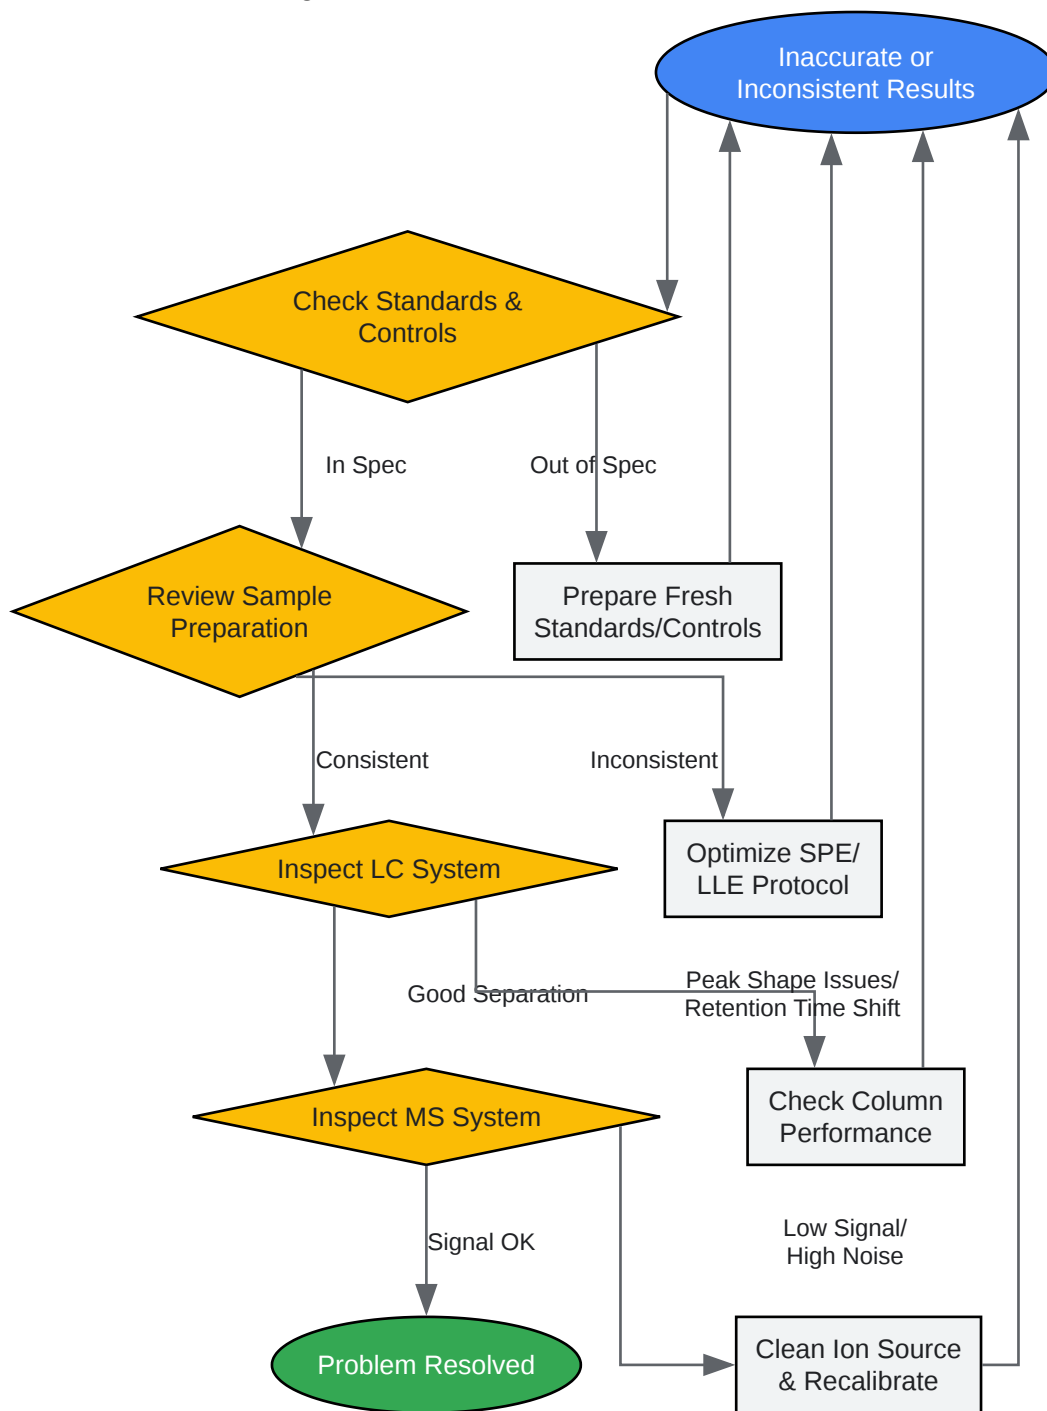 Inaccurate or
Inconsistent Results
Check Standards &
Controls
In Spec
Out of Spec
Review Sample
Preparation
Prepare Fresh
Standards/Controls
Consistent
Inconsistent
Inspect LC System
Optimize SPE/
LLE Protocol
Good Separation
Peak Shape Issues/
Retention Time Shift
Inspect MS System
Check Column
Performance
Signal OK
Low Signal/
High Noise
Problem Resolved
Clean Ion Source
& Recalibrate